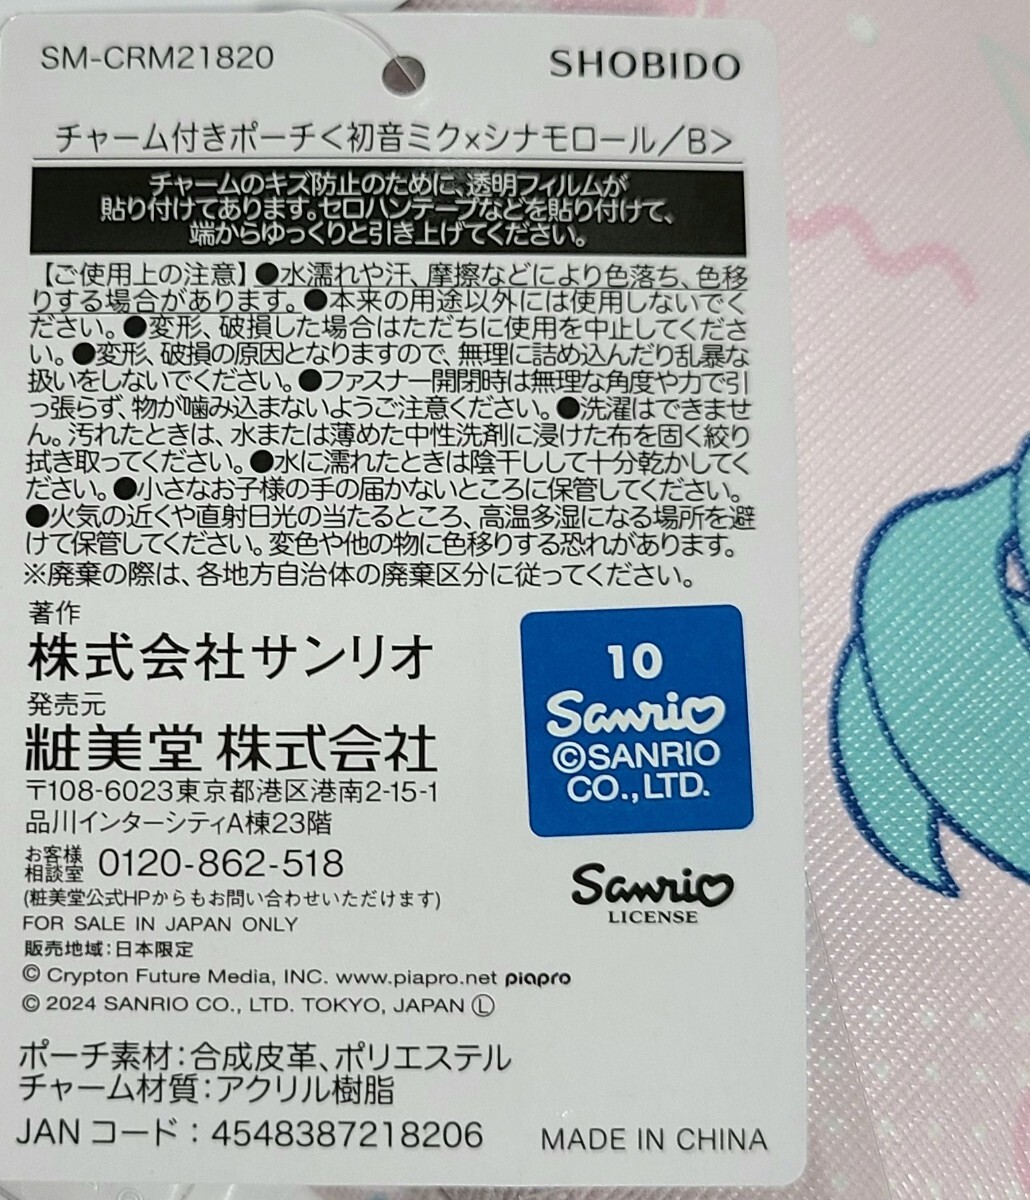 SM-CRM21820
SHOBIDO
チャーム付きポーチ<初音ミク×シナモロール/B>
チャームのキズ防止のために、透明フィルムが
貼り付けてあります。セロハンテープなどを貼り付けて、
端からゆっくりと引き上げてください。
【ご使用上の注意】●水濡れや汗、摩擦などにより色落ち、色移
りする場合があります。●本来の用途以外には使用しないでく
ださい。●変形、破損した場合はただちに使用を中止してくださ
い。●変形、破損の原因となりますので、無理に詰め込んだり乱暴な
扱いをしないでください。●ファスナー開閉時は無理な角度や力で引
っ張らず、物が噛み込まないようご注意ください。●洗濯はできませ
ん。汚れたときは、水または薄めた中性洗剤に浸けた布を固く絞り
拭き取ってください。●水に濡れたときは陰干しして十分乾かしてく
ださい。●小さなお子様の手の届かないところに保管してください。
●火気の近くや直射日光の当たるところ、高温多湿になる場所を避
けて保管してください。変色や他の物に色移りする恐れがあります。
※廃棄の際は、各地方自治体の廃棄区分に従ってください。
著作
株式会社サンリオ
発売元
粧美堂 株式会社
〒108-6023東京都港区港南2-15-1
品川インターシティA棟23階
お客様
相談室 0120-862-518
(粧美堂公式HPからもお問い合わせいただけます)
FOR SALE IN JAPAN ONLY
販売地域:日本限定
© Crypton Future Media, INC. www.piapro.net piapro
© 2024 SANRIO CO., LTD. TOKYO, JAPAN Ⓛ
10
Sanrio
©SANRIO
CO.,LTD.
Sanrio
LICENSE
ポーチ素材:合成皮革、ポリエステル
チャーム材質:アクリル樹脂
JANコード:4548387218206
MADE IN CHINA